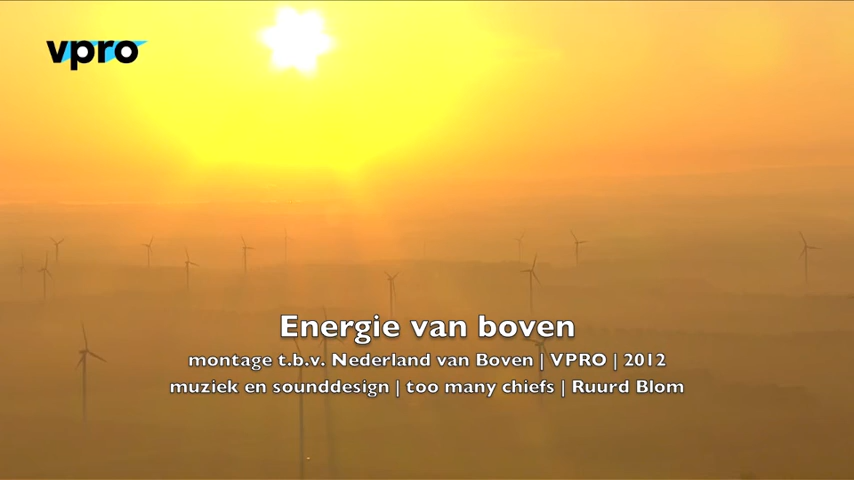 vpro
Energie van boven
montage t.b.v. Nederland van Boven | VPRO | 2012
muziek en sounddesign | too many chiefs | Ruurd Blom